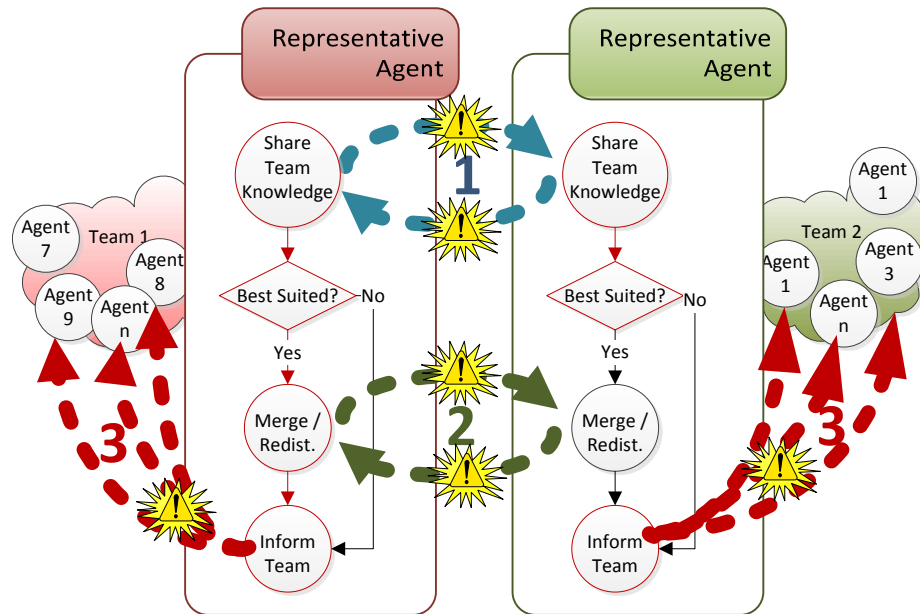 Representative
Agent
Representative
Agent
Share
Team
Knowledge
1
Share
Team
Knowledge
Agent
1
Agent
7
Team 1
Agent
8
Agent
9
Agent
n
Team 2
Agent
1
Agent
3
Agent
n
Best Suited?
No
Best Suited?
No
Yes
Yes
Merge /
Redist.
2
Merge /
Redist.
3
3
Inform
Team
Inform
Team
!
!
!
!
!
!